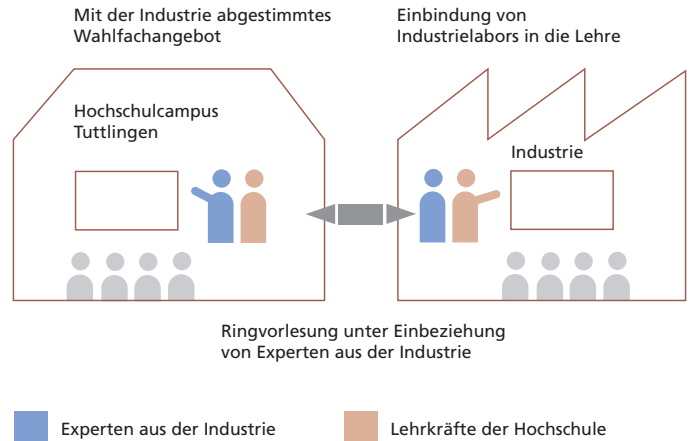 Mit der Industrie abgestimmtes
Wahlfachangebot
Einbindung von
Industrielabors in die Lehre
Hochschulcampus
Tuttlingen
Industrie
Ringvorlesung unter Einbeziehung
von Experten aus der Industrie
Experten aus der Industrie
Lehrkräfte der Hochschule